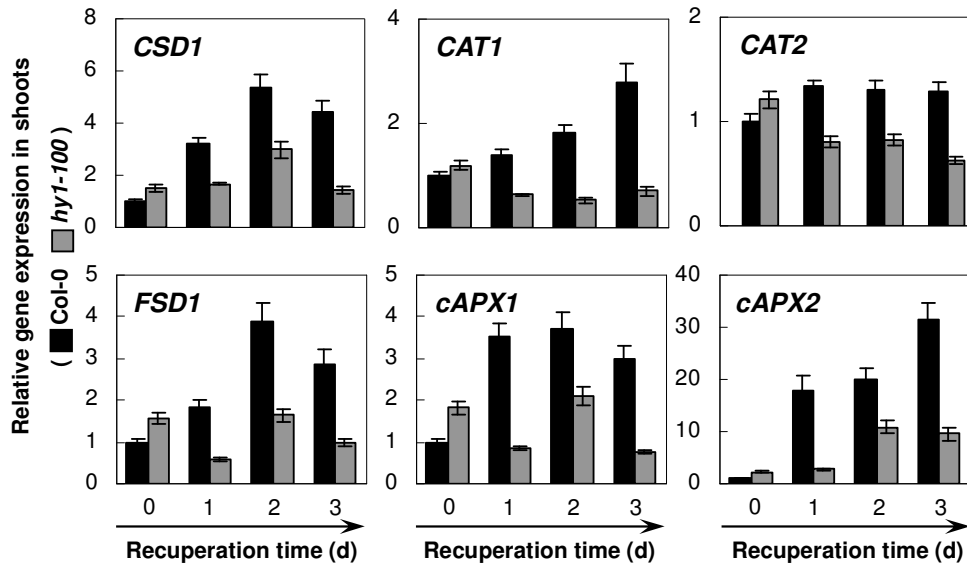 Relative gene expression in shoots
( Col-0 hy1-100 )
CSD1
8
6
4
2
0
CAT1
4
2
0
CAT2
2
1
0
FSD1
5
4
3
2
1
0
0 1 2 3
Recuperation time (d)
cAPX1
5
4
3
2
1
0
0 1 2 3
Recuperation time (d)
cAPX2
40
30
20
10
0
0 1 2 3
Recuperation time (d)